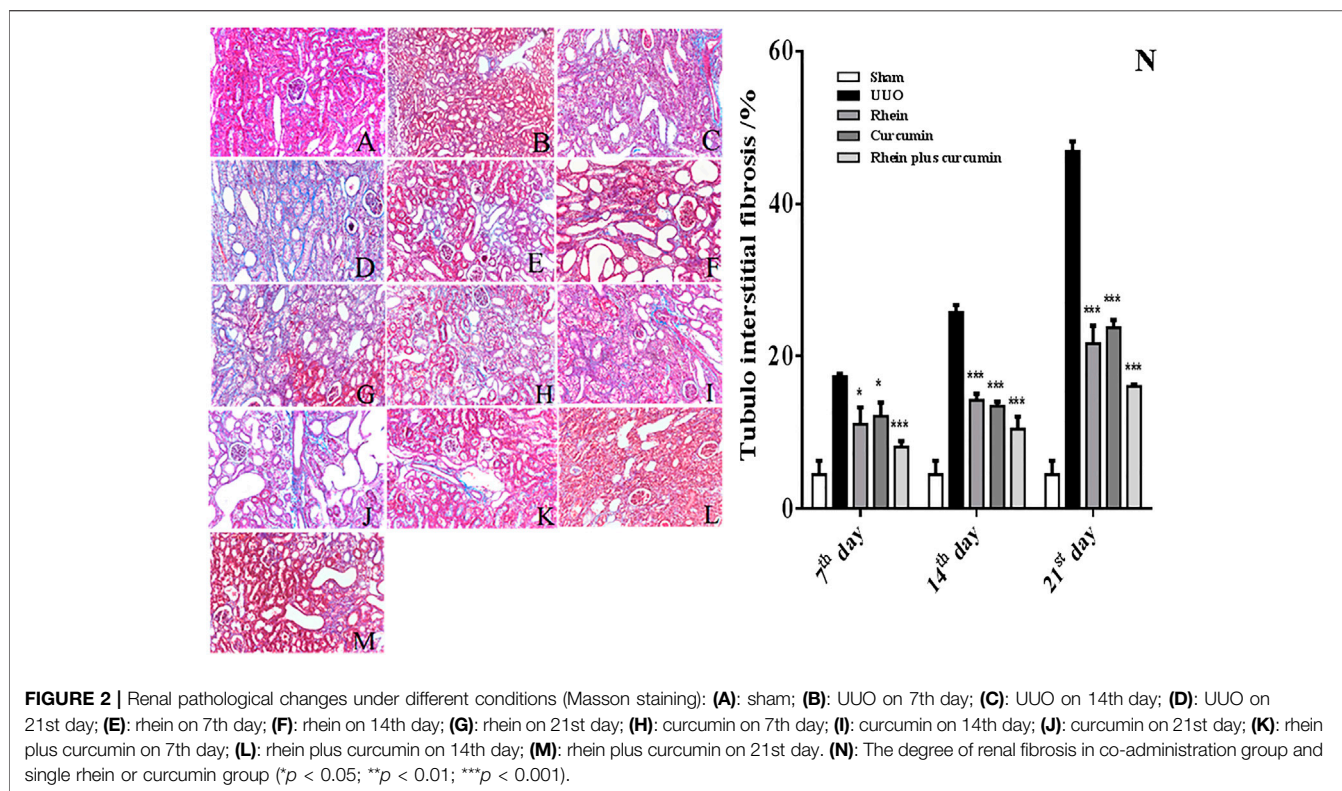 A
B
C
D
E
F
G
H
I
J
K
L
M
N
Tubulo interstitial fibrosis /%
60
40
20
0
Sham
UUO
Rhein
Curcumin
Rhein plus curcumin
* * ***
*** *** ***
*** *** ***
7th day
14th day
21st day
FIGURE 2 | Renal pathological changes under different conditions (Masson staining): (A): sham; (B): UUO on 7th day; (C): UUO on 14th day; (D): UUO on
21st day; (E): rhein on 7th day; (F): rhein on 14th day; (G): rhein on 21st day; (H): curcumin on 7th day; (I): curcumin on 14th day; (J): curcumin on 21st day; (K): rhein
plus curcumin on 7th day; (L): rhein plus curcumin on 14th day; (M): rhein plus curcumin on 21st day. (N): The degree of renal fibrosis in co-administration group and
single rhein or curcumin group (*p < 0.05; **p < 0.01; ***p < 0.001).